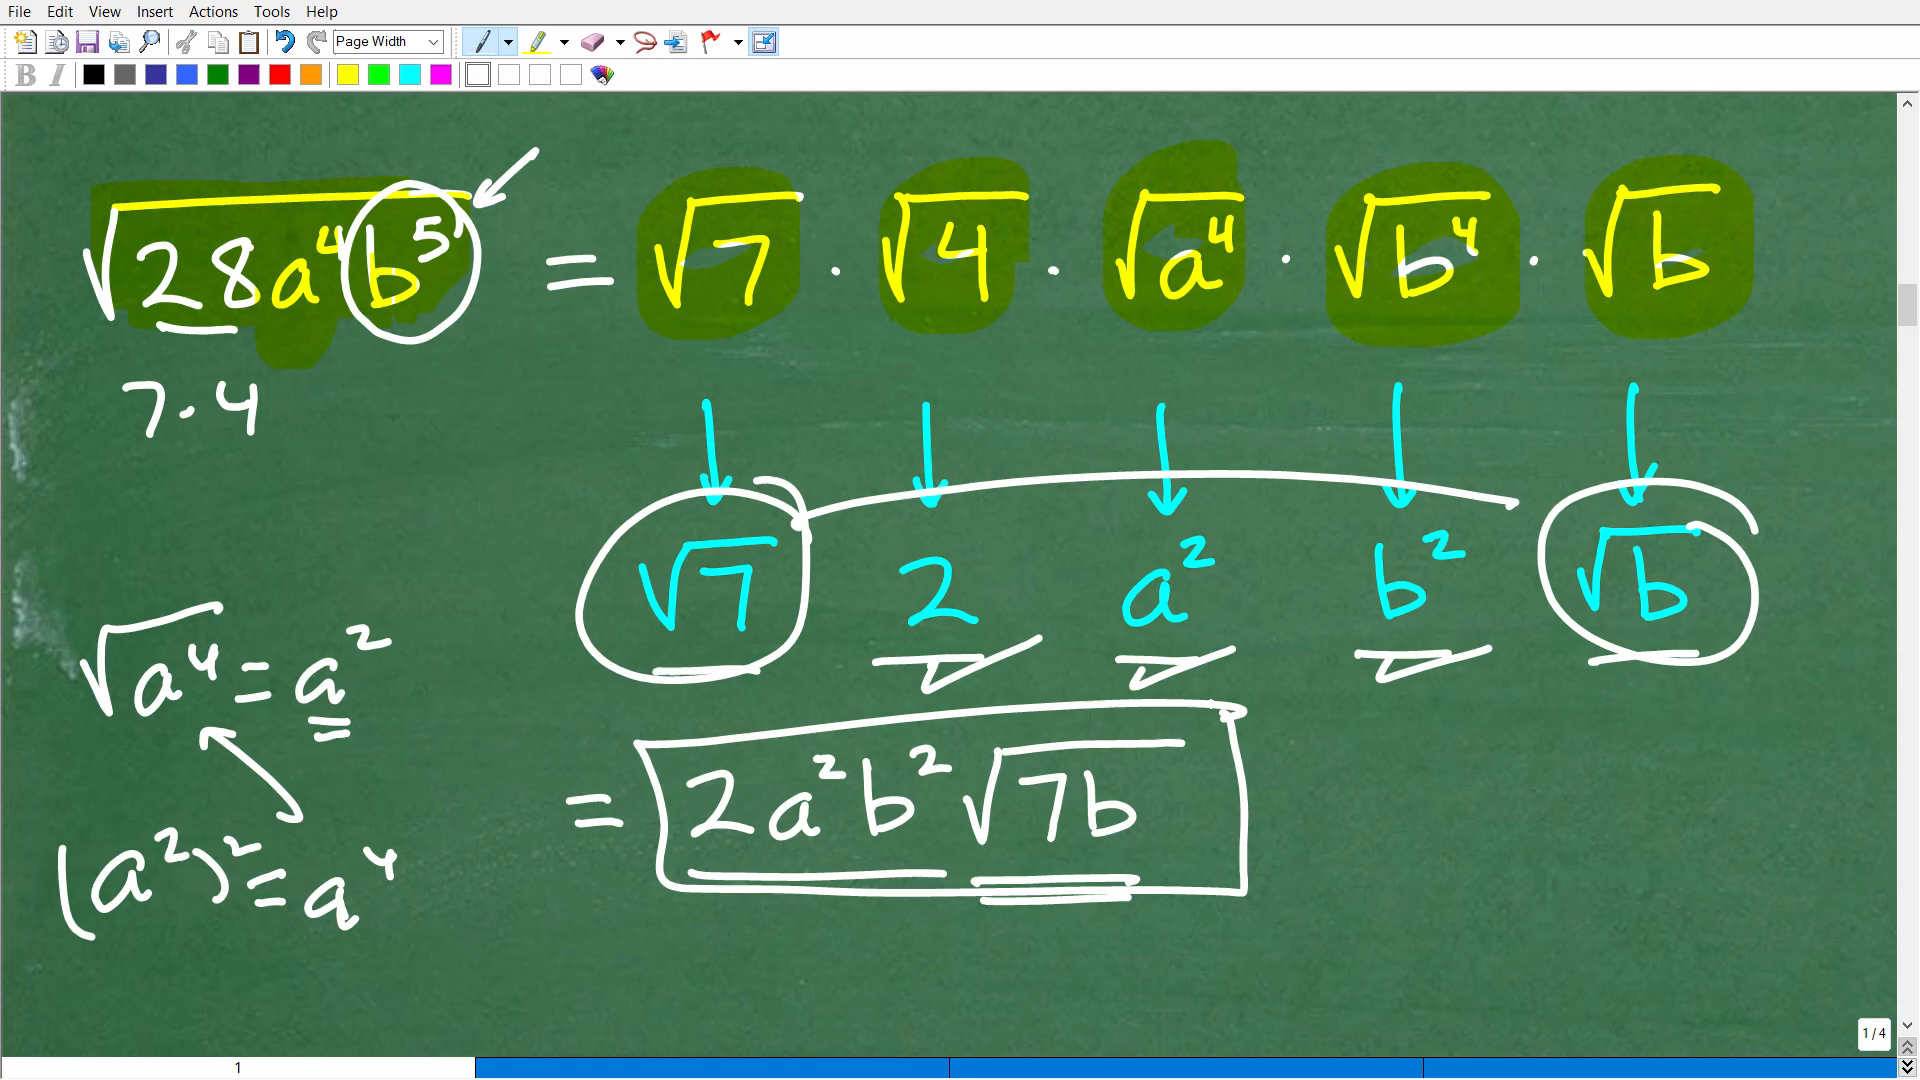 File Edit View Insert Actions Tools Help
Page Width
B I
√28a⁴b⁵ = √7 · √4 · √a⁴ · √b⁴ · √b
7·4
√7 2 a² b² √b
√a⁴ = a²
= 2a²b²√7b
(a²)² = a⁴
1 / 4
1